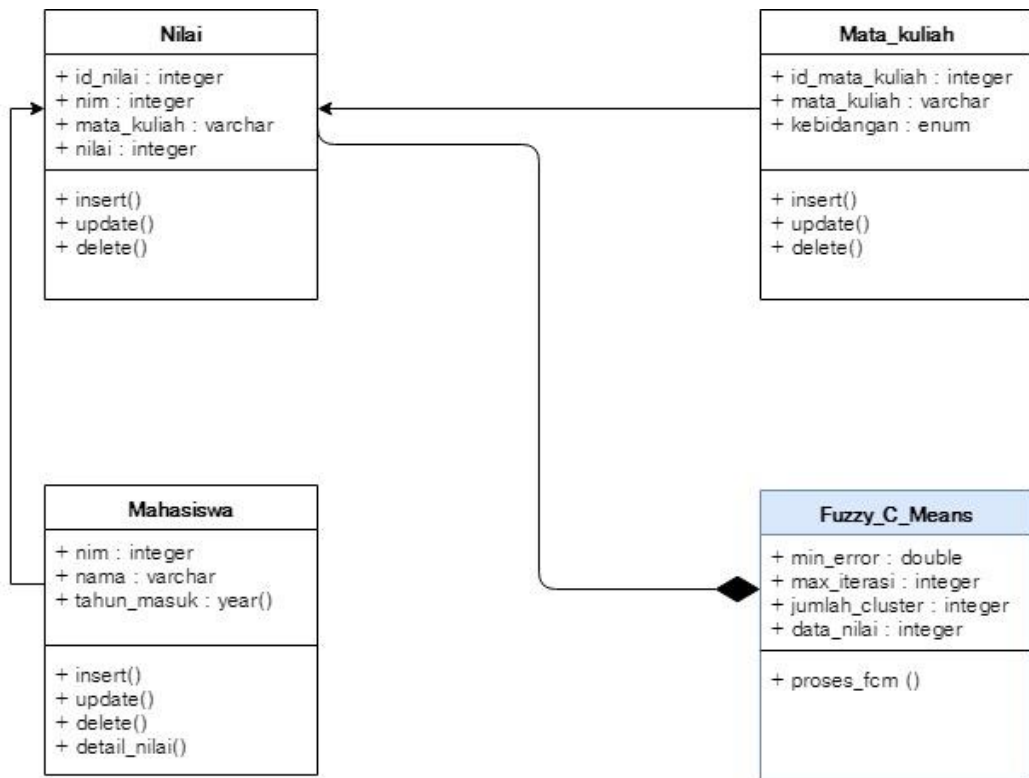 Nilai
+ id_nilai : integer
+ nim : integer
+ mata_kuliah : varchar
+ nilai : integer
+ insert()
+ update()
+ delete()
Mata_kuliah
+ id_mata_kuliah : integer
+ mata_kuliah : varchar
+ kebidangan : enum
+ insert()
+ update()
+ delete()
Mahasiswa
+ nim : integer
+ nama : varchar
+ tahun_masuk : year()
+ insert()
+ update()
+ delete()
+ detail_nilai()
Fuzzy_C_Means
+ min_error : double
+ max_iterasi : integer
+ jumlah_cluster : integer
+ data_nilai : integer
+ proses_fcm ()